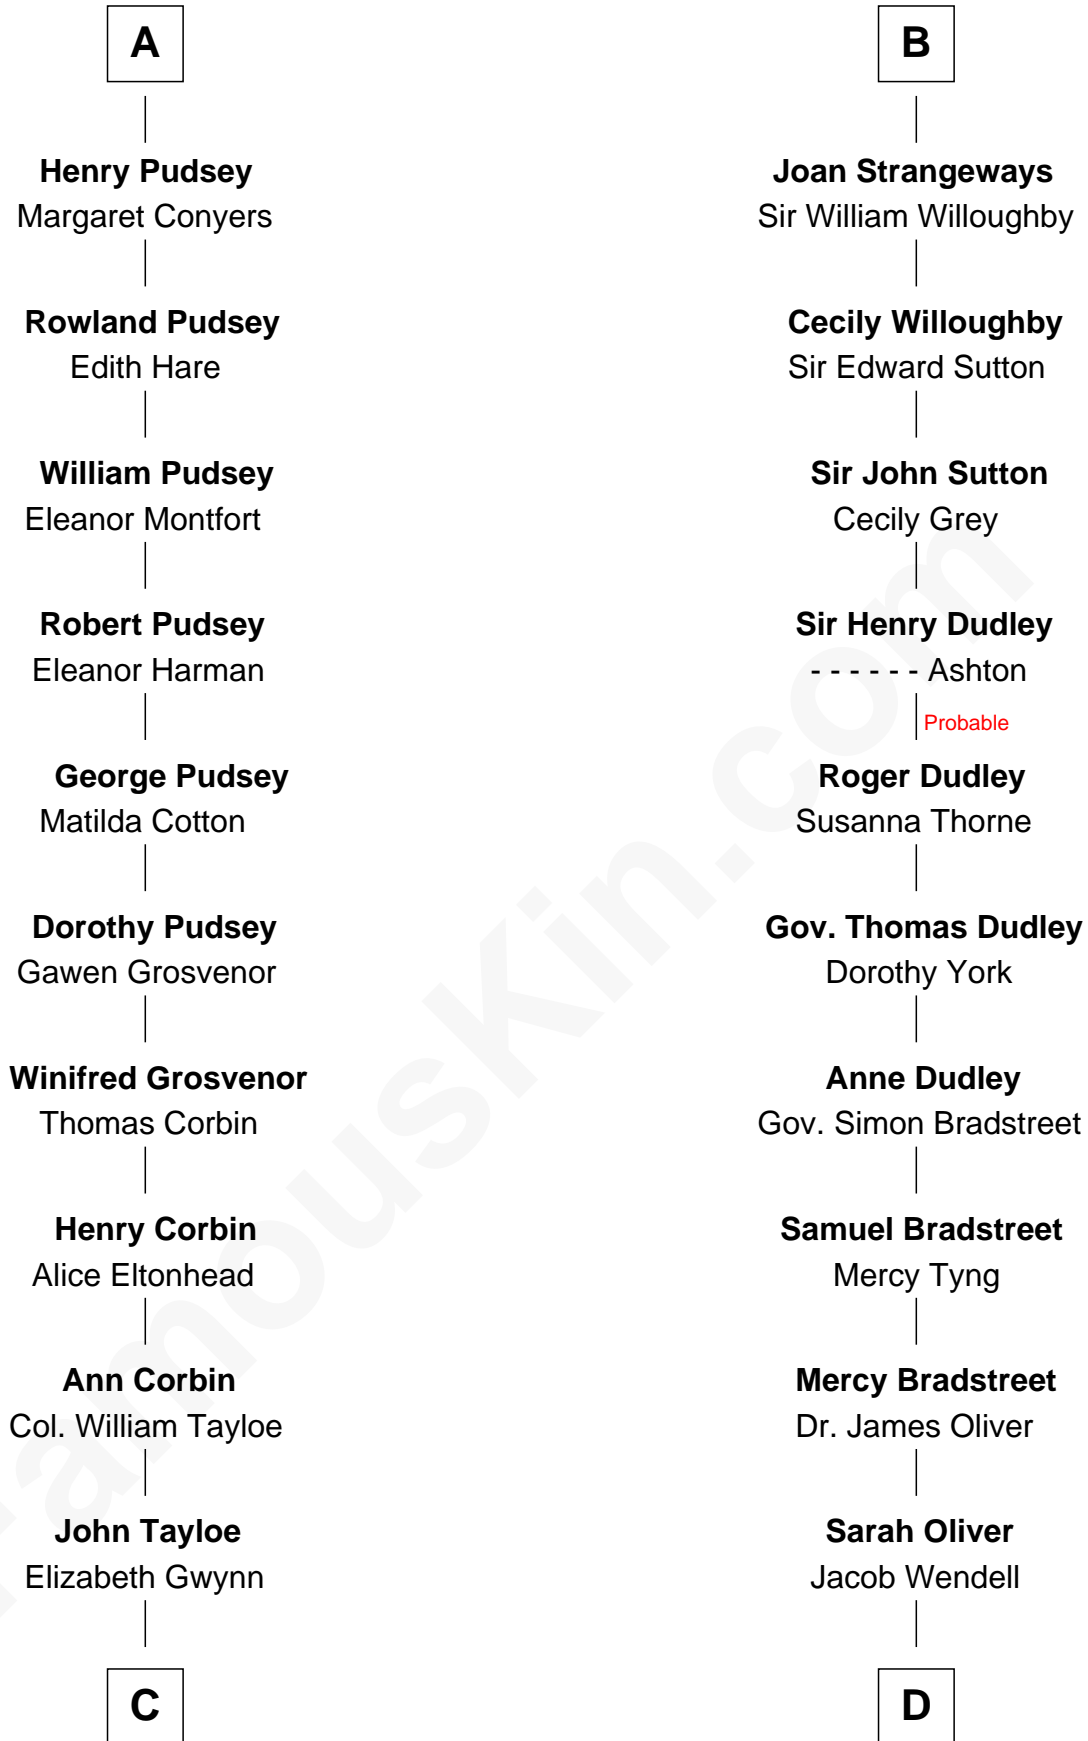 A
Henry Pudsey
Margaret Conyers
Rowland Pudsey
Edith Hare
William Pudsey
Eleanor Montfort
Robert Pudsey
Eleanor Harman
George Pudsey
Matilda Cotton
Dorothy Pudsey
Gawen Grosvenor
Winifred Grosvenor
Thomas Corbin
Henry Corbin
Alice Eltonhead
Ann Corbin
Col. William Tayloe
John Tayloe
Elizabeth Gwynn
C
B
Joan Strangeways
Sir William Willoughby
Cecily Willoughby
Sir Edward Sutton
Sir John Sutton
Cecily Grey
Sir Henry Dudley
- - - - - - Ashton
Probable
Roger Dudley
Susanna Thorne
Gov. Thomas Dudley
Dorothy York
Anne Dudley
Gov. Simon Bradstreet
Samuel Bradstreet
Mercy Tyng
Mercy Bradstreet
Dr. James Oliver
Sarah Oliver
Jacob Wendell
D
FamousKin.com